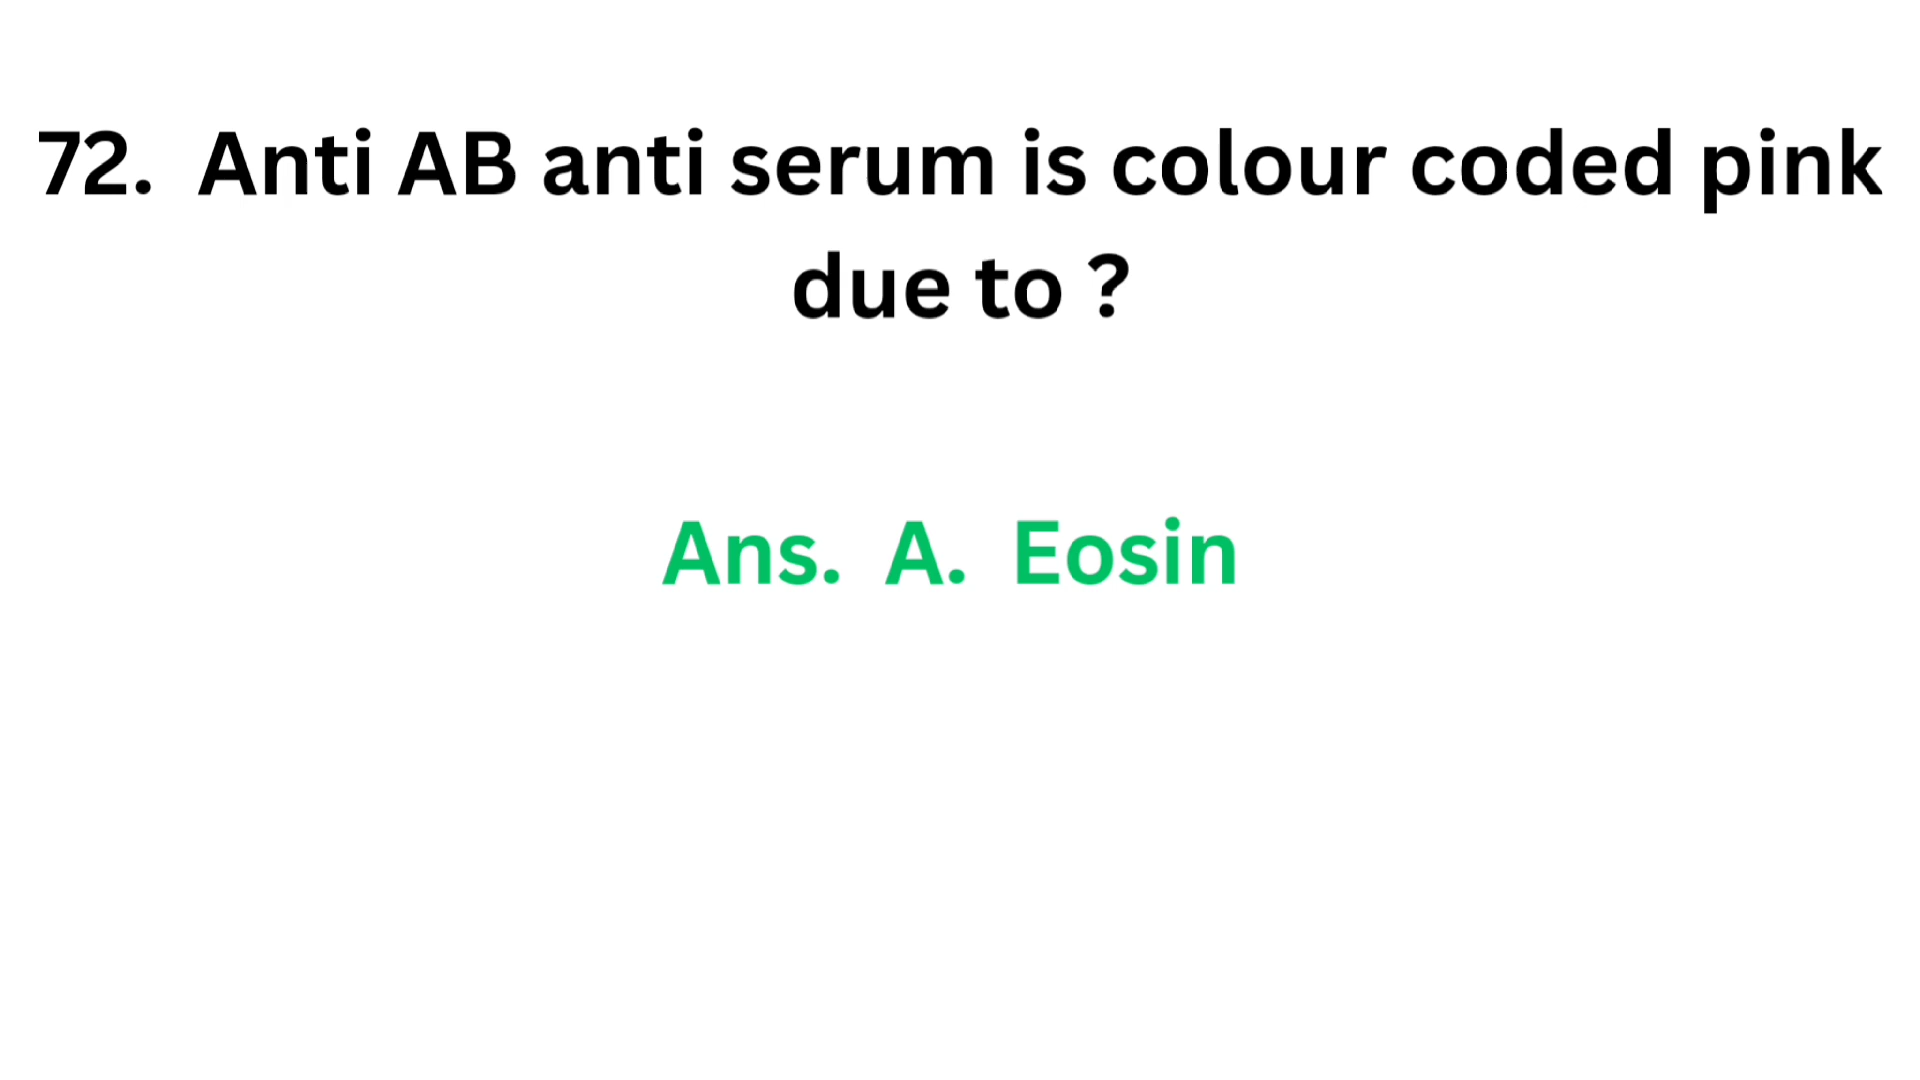 72. Anti AB anti serum is colour coded pink
due to ?
Ans. A. Eosin